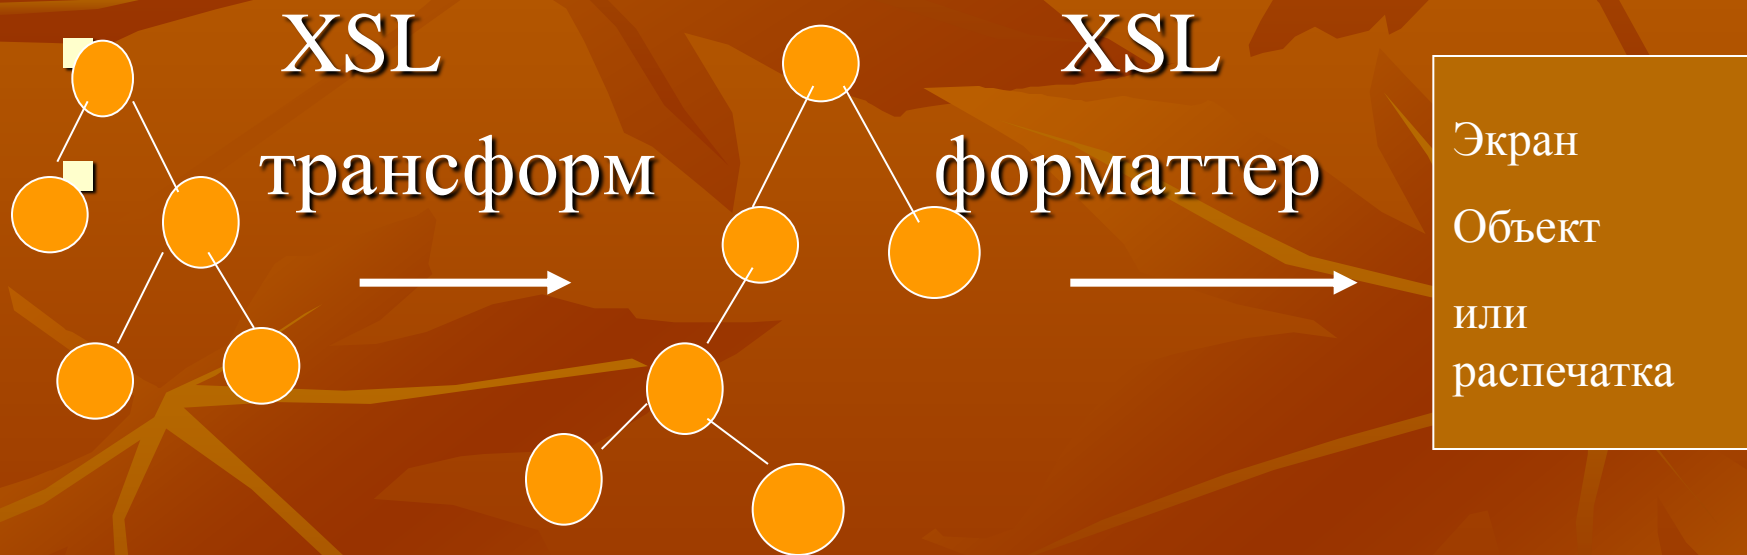 XSL XSL
трансформ форматтер
Экран
Объект
или
распечатка